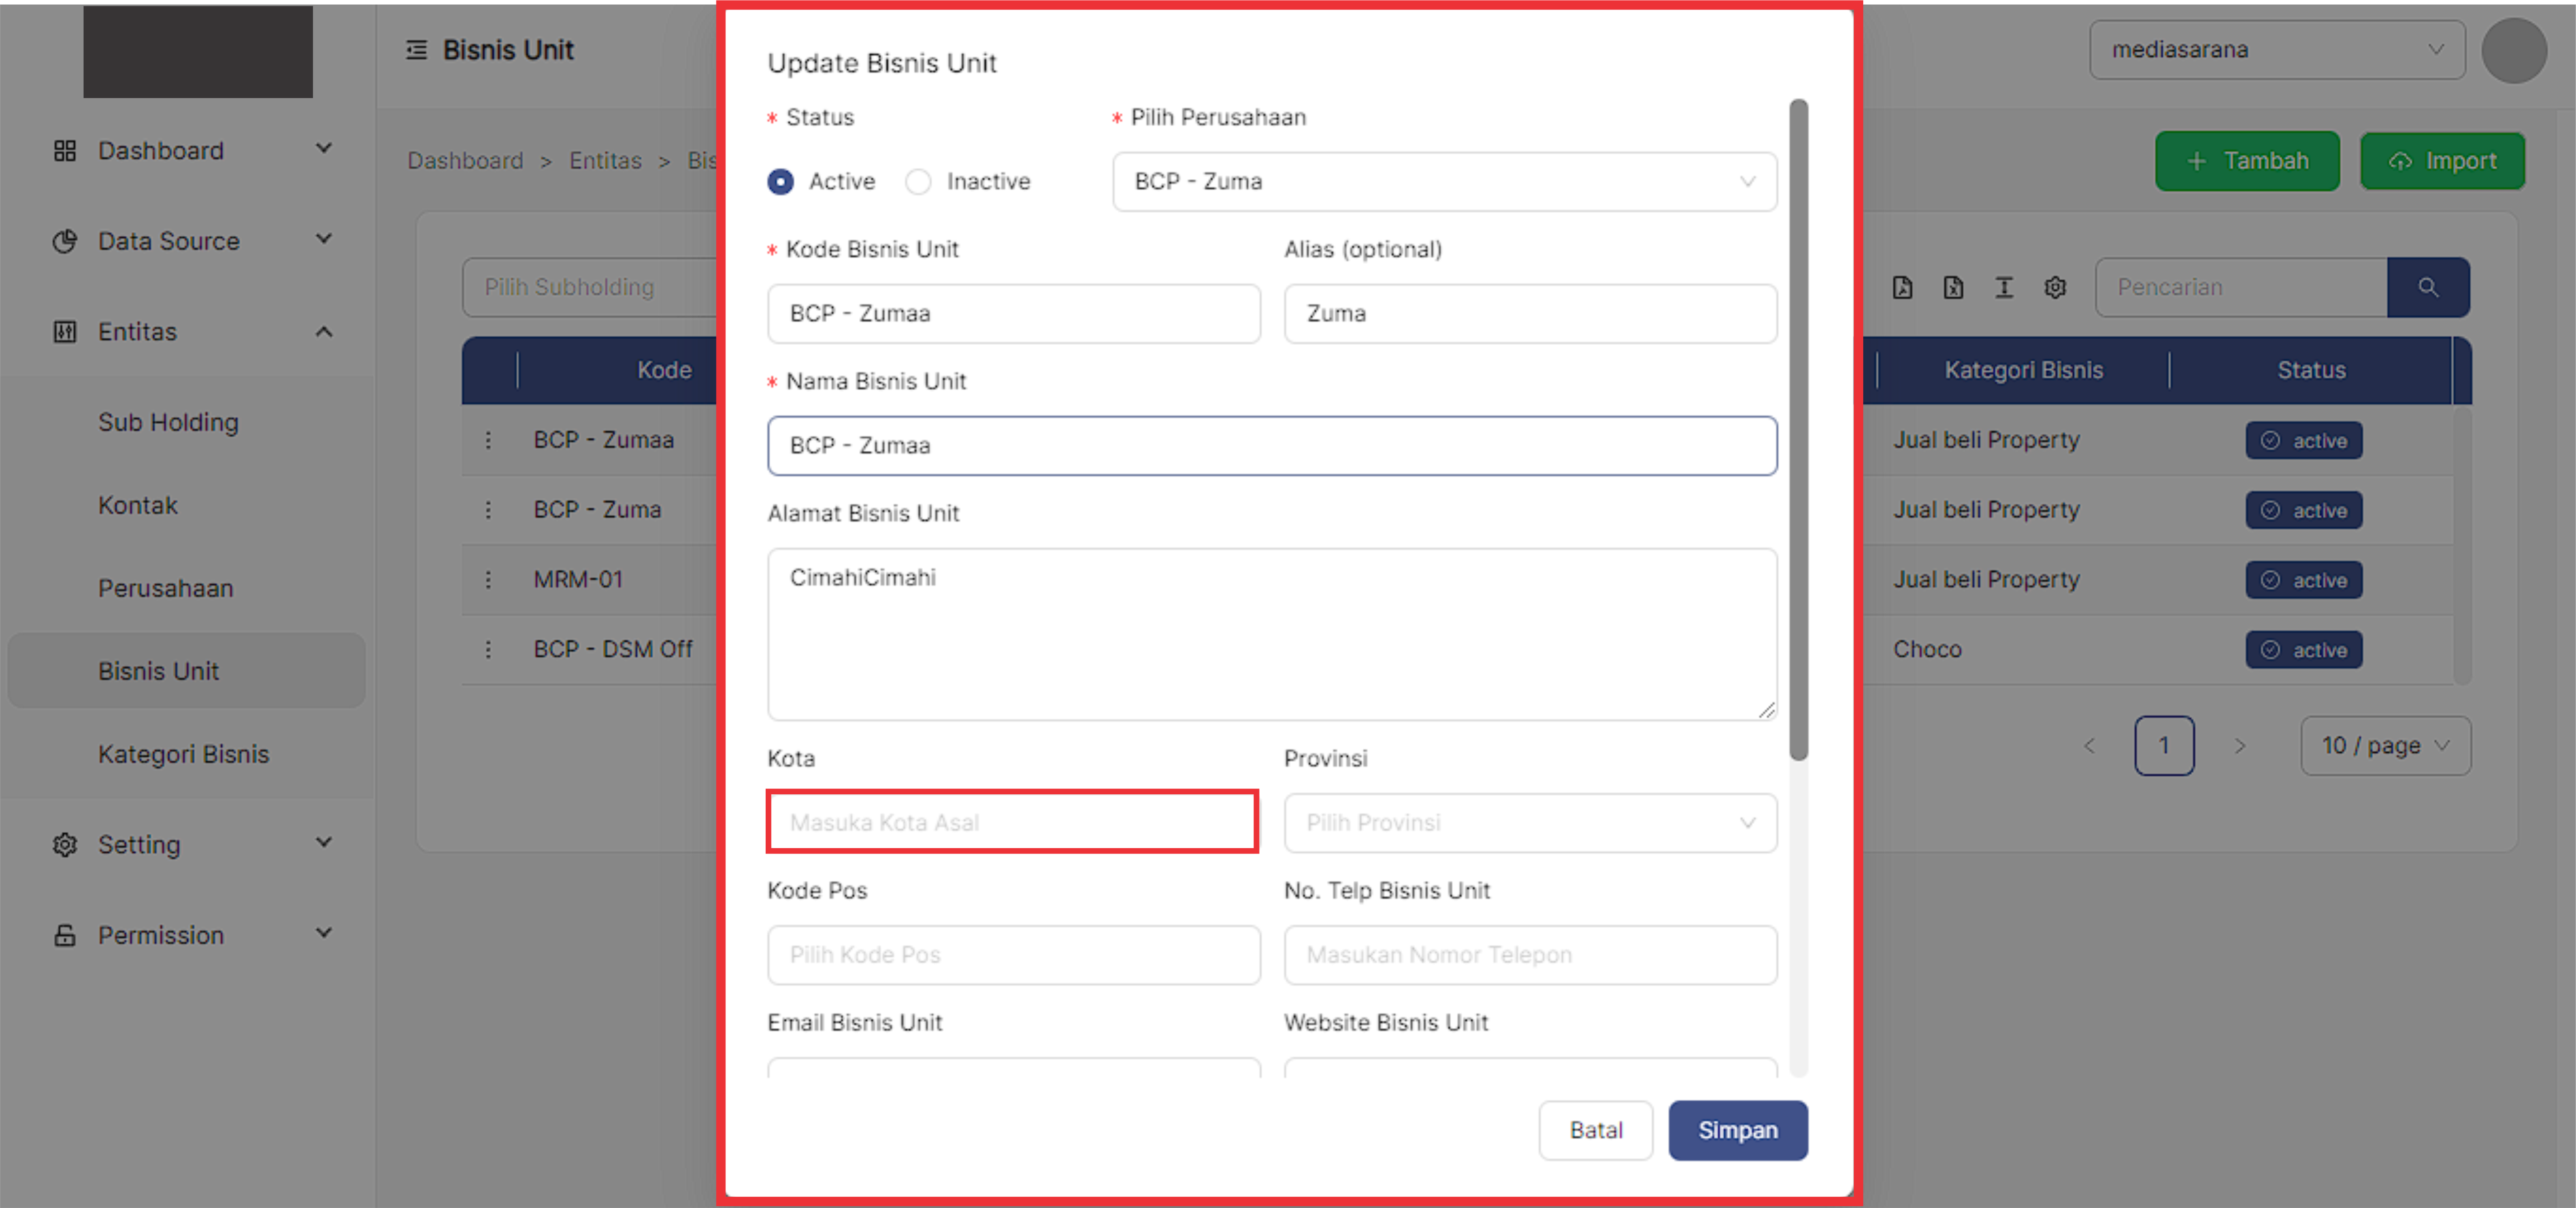 Bisnis Unit
mediasarana
Dashboard
Data Source
Entitas
Sub Holding
Kontak
Perusahaan
Bisnis Unit
Kategori Bisnis
Setting
Permission
Dashboard > Entitas > Bis
+ Tambah
Import
Pilih Subholding
Pencarian
Kode
Kategori Bisnis
Status
BCP - Zumaa
Jual beli Property
active
BCP - Zuma
Jual beli Property
active
MRM-01
Jual beli Property
active
BCP - DSM Off
Choco
active
< 1 >
10 / page
Update Bisnis Unit
* Status
* Pilih Perusahaan
Active
Inactive
BCP - Zuma
* Kode Bisnis Unit
Alias (optional)
BCP - Zumaa
Zuma
* Nama Bisnis Unit
BCP - Zumaa
Alamat Bisnis Unit
CimahiCimahi
Kota
Provinsi
Masuka Kota Asal
Pilih Provinsi
Kode Pos
No. Telp Bisnis Unit
Pilih Kode Pos
Masukan Nomor Telepon
Email Bisnis Unit
Website Bisnis Unit
Batal
Simpan